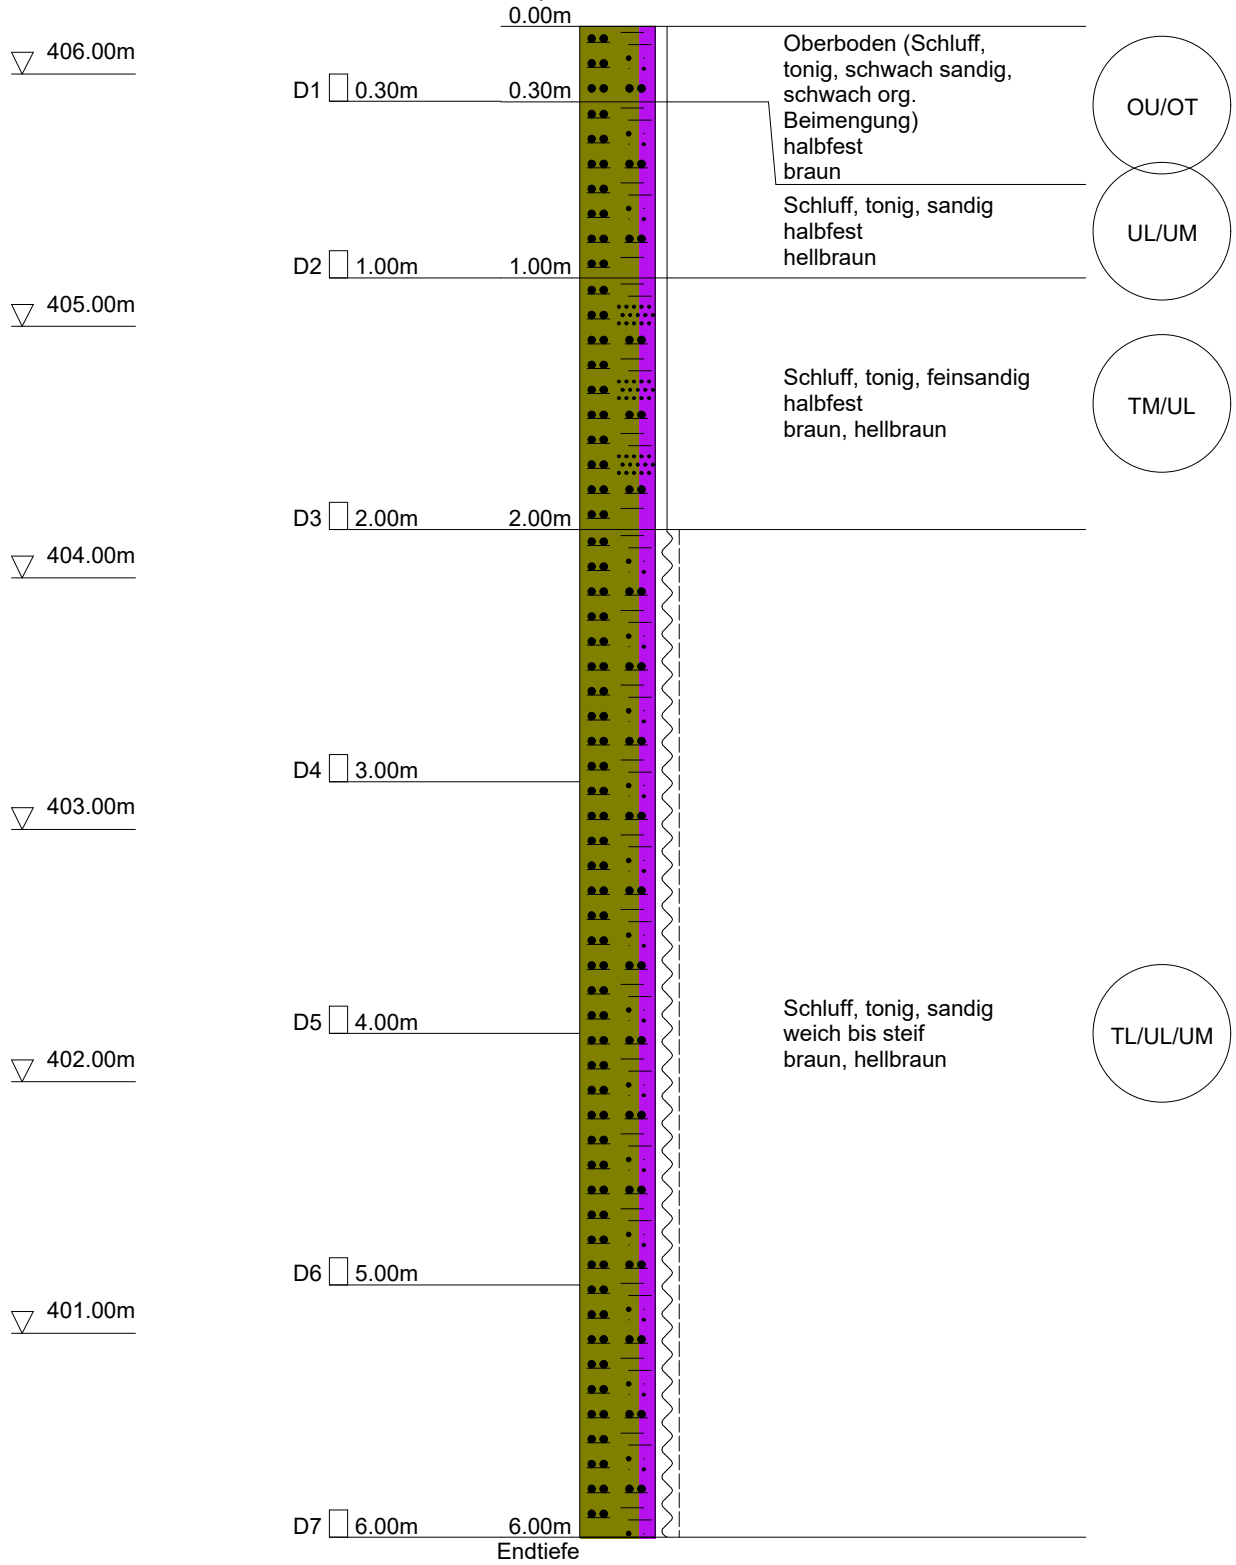 0.00m
406.00m
Oberboden (Schluff,
tonig, schwach sandig,
schwach org.
Beimengung)
halbfest
braun
OU/OT
D1 0.30m 0.30m
Schluff, tonig, sandig
halbfest
hellbraun
UL/UM
D2 1.00m 1.00m
405.00m
Schluff, tonig, feinsandig
halbfest
braun, hellbraun
TM/UL
D3 2.00m 2.00m
404.00m
D4 3.00m
403.00m
Schluff, tonig, sandig
weich bis steif
braun, hellbraun
TL/UL/UM
D5 4.00m
402.00m
D6 5.00m
401.00m
D7 6.00m 6.00m
Endtiefe